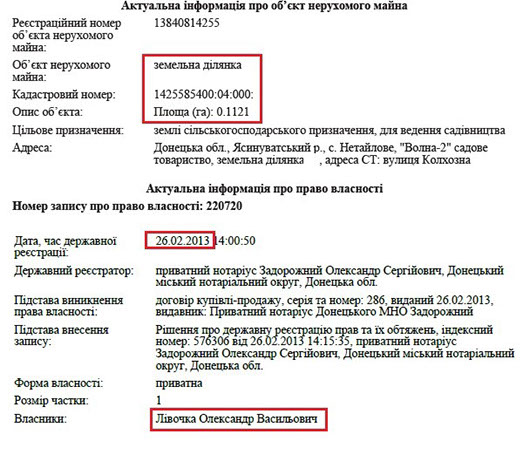 Актуальна інформація про об’єкт нерухомого майна
Реєстраційний номер 13840814255
об’єкта нерухомого
майна:
Об’єкт нерухомого земельна ділянка
майна:
Кадастровий номер: 1425585400:04:000:
Опис об’єкта: Площа (га): 0.1121
Цільове призначення: землі сільськогосподарського призначення, для ведення садівництва
Адреса: Донецька обл., Ясинуватський р., с. Нетайлове, "Волна-2" садове
товариство, земельна ділянка , адреса СТ: вулиця Колхозна
Актуальна інформація про право власності
Номер запису про право власності: 220720
Дата, час державної 26.02.2013 14:00:50
реєстрації:
Державний реєстратор: приватний нотаріус Задорожний Олександр Сергійович, Донецький
міський нотаріальний округ, Донецька обл.
Підстава виникнення договір купівлі-продажу, серія та номер: 286, виданий 26.02.2013,
права власності: видавник: Приватний нотаріус Донецького МНО Задорожний
Підстава внесення Рішення про державну реєстрацію прав та їх обтяжень, індексний
запису: номер: 576306 від 26.02.2013 14:15:35, приватний нотаріус
Задорожний Олександр Сергійович, Донецький міський нотаріальний
округ, Донецька обл.
Форма власності: приватна
Розмір частки: 1
Власники: Лівочка Олександр Васильович